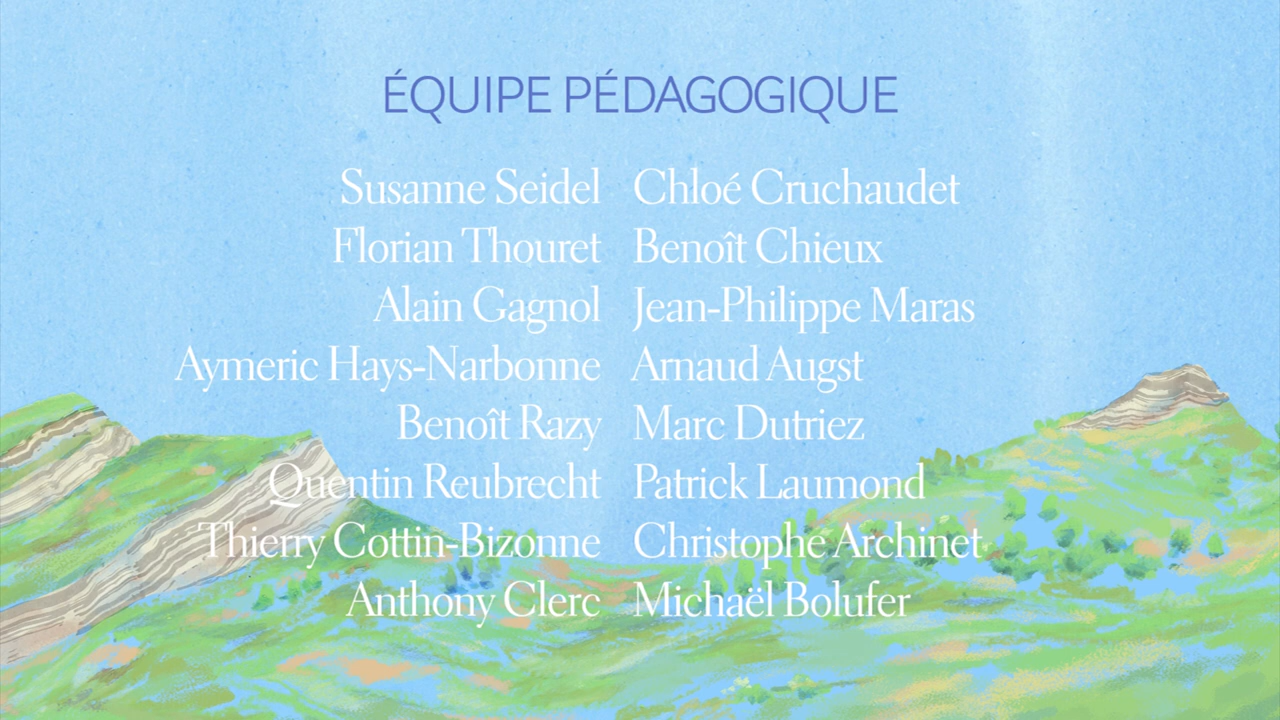 ÉQUIPE PÉDAGOGIQUE
Susanne Seidel Chloé Cruchaudet
Florian Thouret Benoît Chieux
Alain Gagnol Jean-Philippe Maras
Aymeric Hays-Narbonne Arnaud Augst
Benoît Razy Marc Dutriez
Quentin Reubrecht Patrick Laumond
Thierry Cottin-Bizonne Christophe Archinet
Anthony Clerc Michaël Bolufer